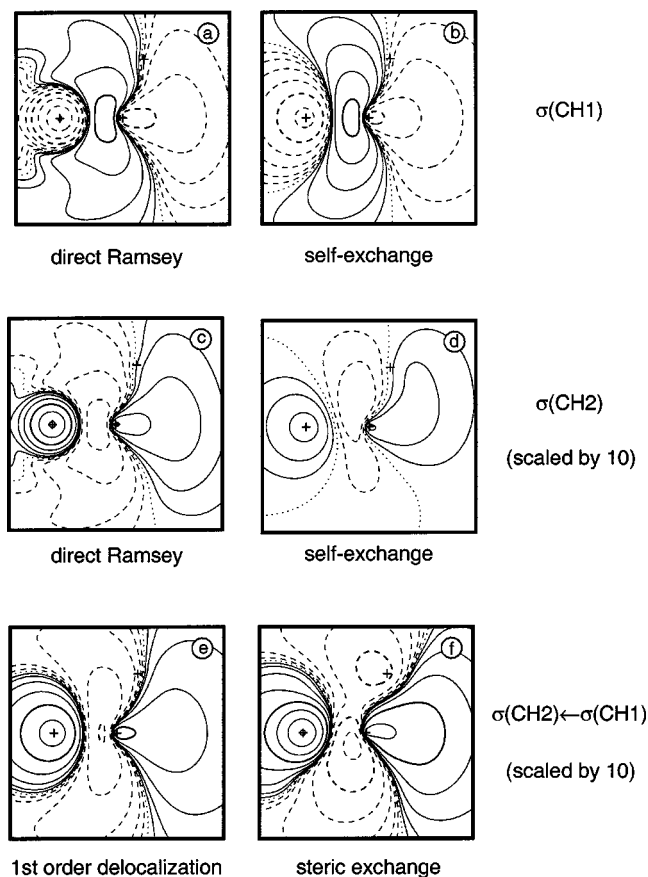 a
b
σ(CH1)
direct Ramsey
self-exchange
c
d
σ(CH2)
(scaled by 10)
direct Ramsey
self-exchange
e
f
σ(CH2)←σ(CH1)
(scaled by 10)
1st order delocalization
steric exchange